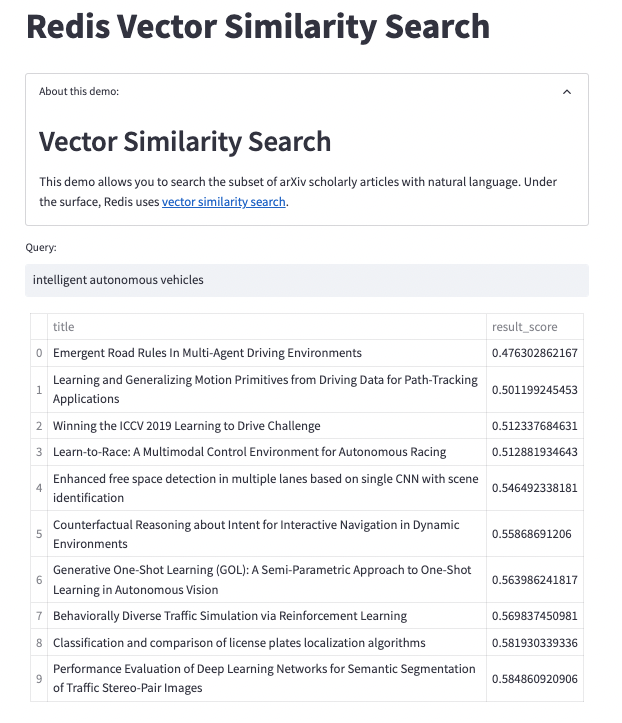 Redis Vector Similarity Search
About this demo:
Vector Similarity Search
This demo allows you to search the subset of arXiv scholarly articles with natural language. Under
the surface, Redis uses vector similarity search.
Query:
intelligent autonomous vehicles
title result_score
0 Emergent Road Rules In Multi-Agent Driving Environments 0.476302862167
1 Learning and Generalizing Motion Primitives from Driving Data for Path-Tracking
Applications 0.501199245453
2 Winning the ICCV 2019 Learning to Drive Challenge 0.512337684631
3 Learn-to-Race: A Multimodal Control Environment for Autonomous Racing 0.512881934643
4 Enhanced free space detection in multiple lanes based on single CNN with scene
identification 0.546492338181
5 Counterfactual Reasoning about Intent for Interactive Navigation in Dynamic
Environments 0.55868691206
6 Generative One-Shot Learning (GOL): A Semi-Parametric Approach to One-Shot
Learning in Autonomous Vision 0.563986241817
7 Behaviorally Diverse Traffic Simulation via Reinforcement Learning 0.569837450981
8 Classification and comparison of license plates localization algorithms 0.581930339336
9 Performance Evaluation of Deep Learning Networks for Semantic Segmentation
of Traffic Stereo-Pair Images 0.584860920906